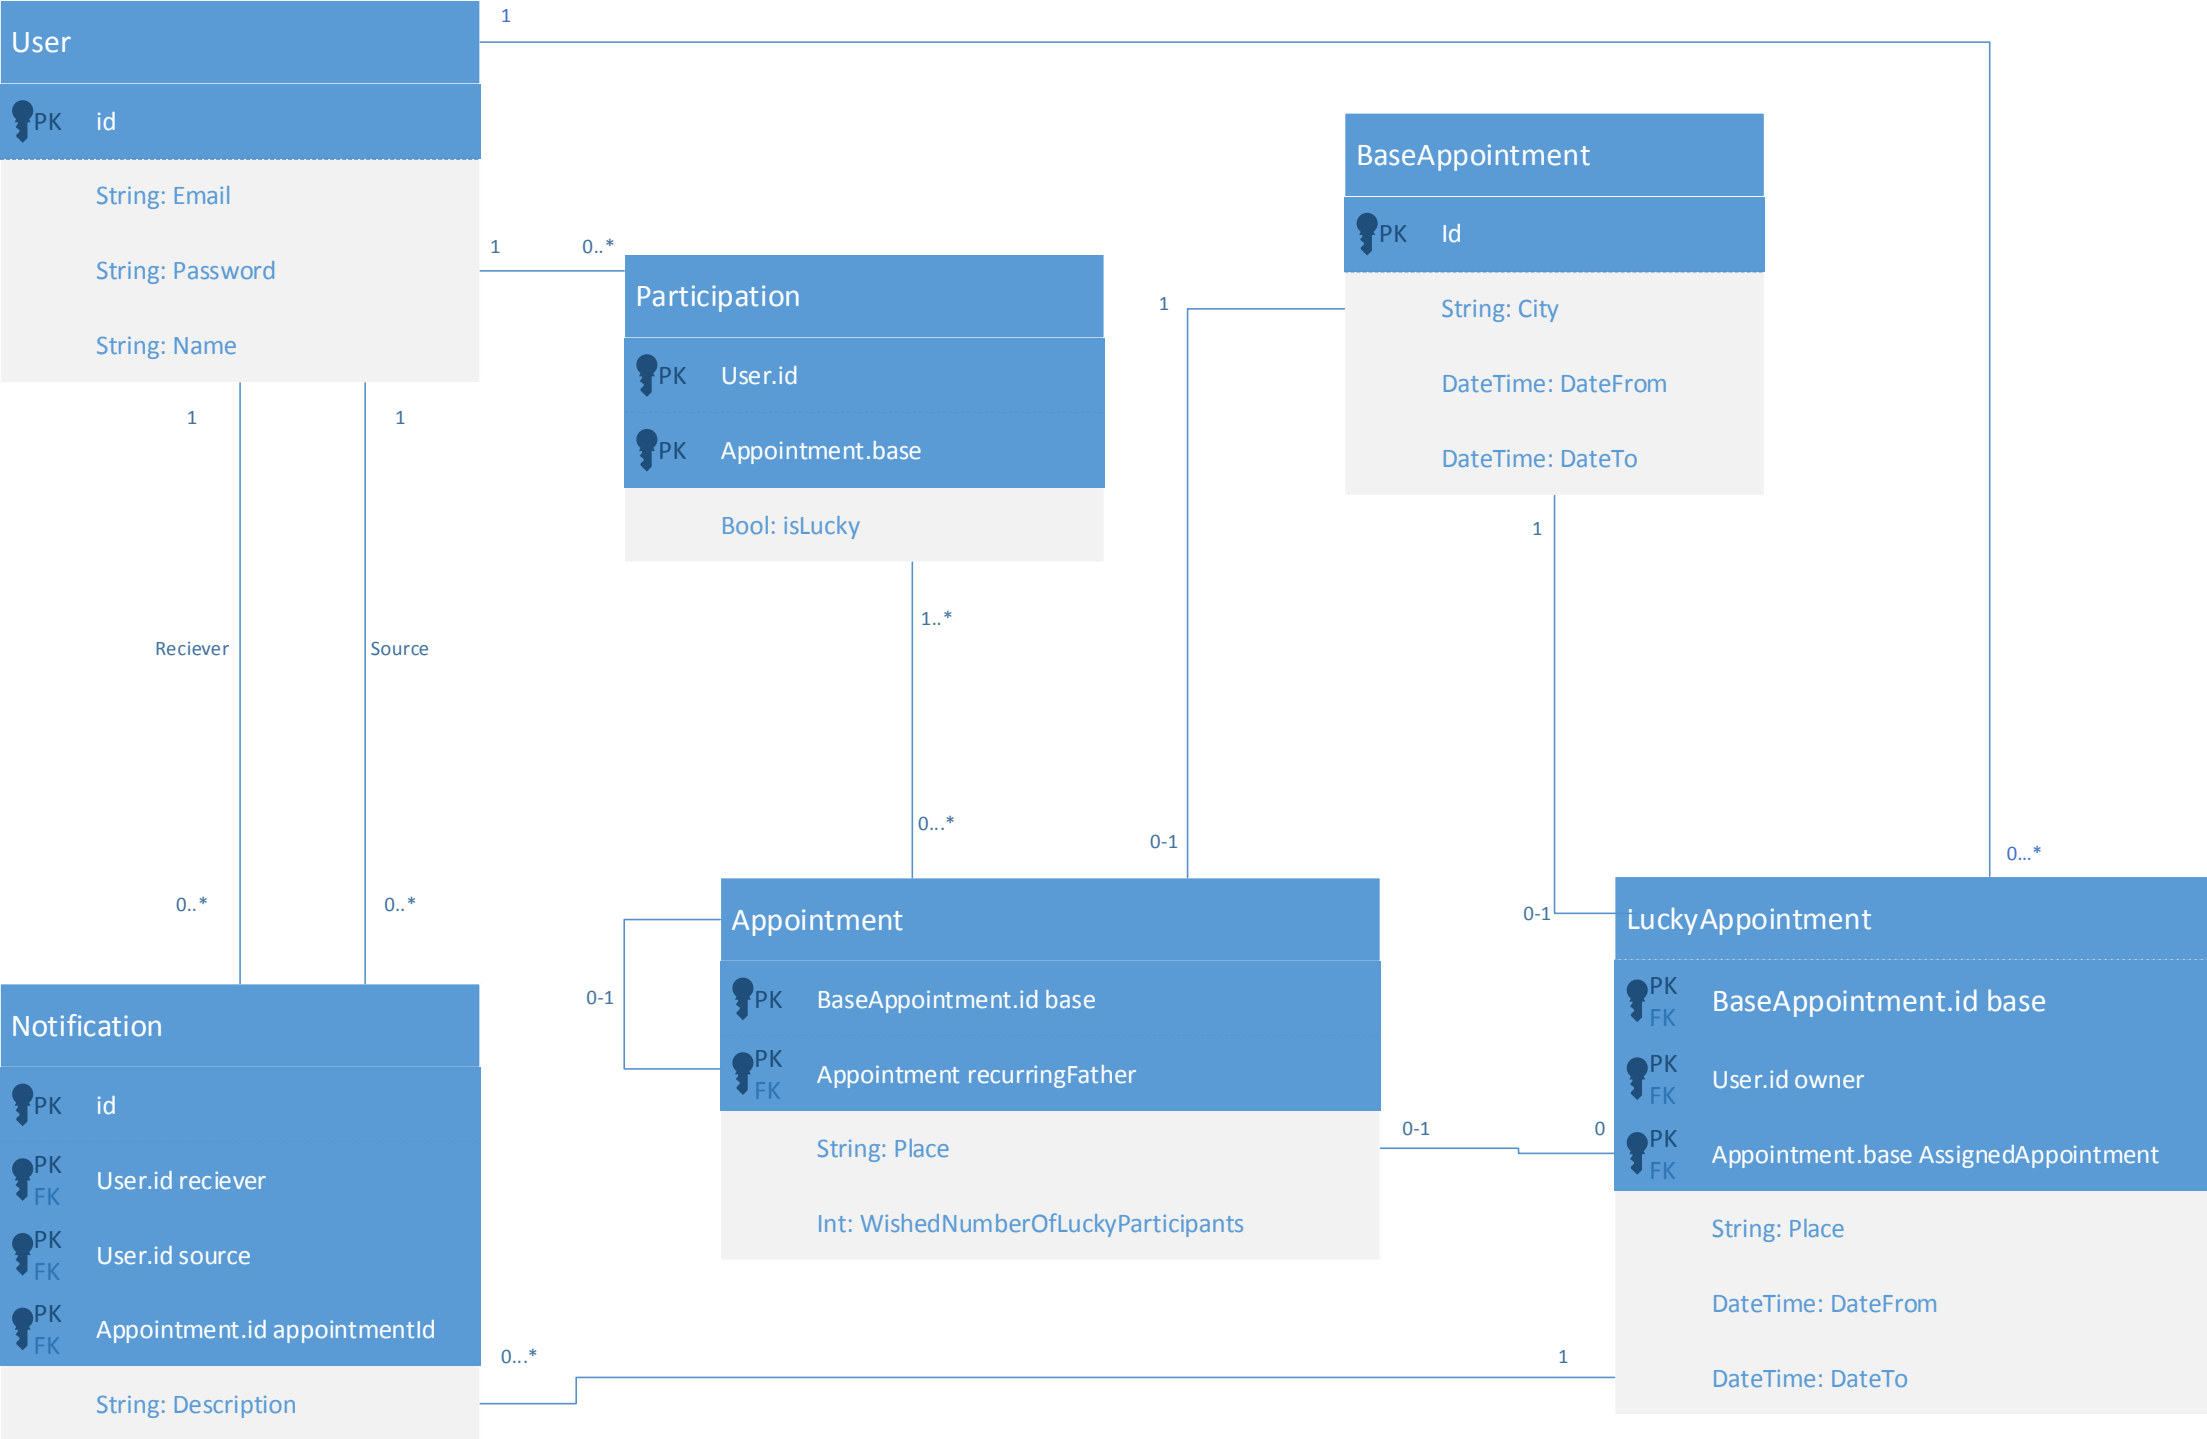 User
PK id
String: Email
String: Password
String: Name
1
1
0..*
Participation
PK User.id
PK Appointment.base
Bool: isLucky
BaseAppointment
PK Id
String: City
DateTime: DateFrom
DateTime: DateTo
1
1
1
1
Reciever
Source
0..*
0..*
1..*
0...*
0-1
0-1
0...*
Appointment
0-1
PK BaseAppointment.id base
PK
FK
Appointment recurringFather
String: Place
Int: WishedNumberOfLuckyParticipants
0-1
0
LuckyAppointment
PK
FK
BaseAppointment.id base
PK
FK
User.id owner
PK
FK
Appointment.base AssignedAppointment
String: Place
DateTime: DateFrom
DateTime: DateTo
Notification
PK id
PK
FK
User.id reciever
PK
FK
User.id source
PK
FK
Appointment.id appointmentId
String: Description
0...*
1